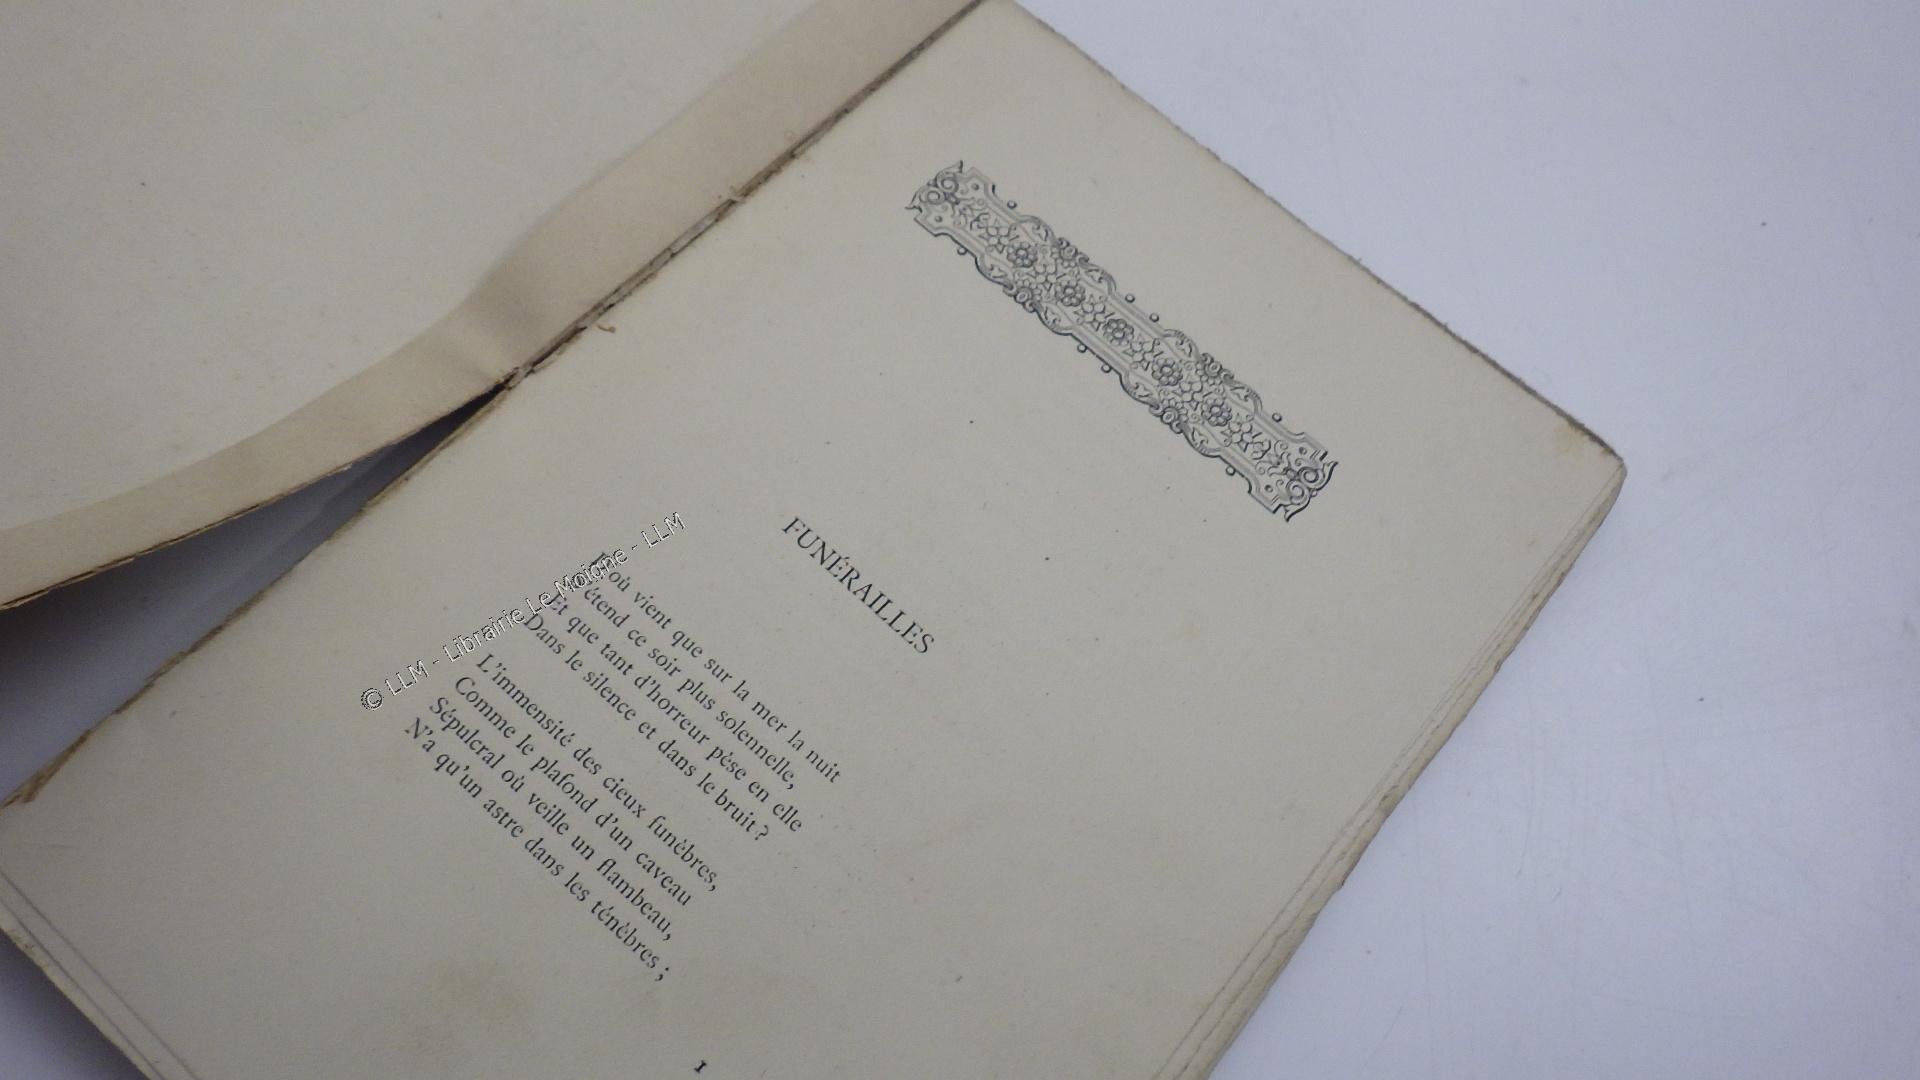 FUNÉRAILLES
D'où vient que sur la mer la nuit
S'étend ce soir plus solennelle,
Et que tant d'horreur pèse en elle
Dans le silence et dans le bruit ?
L'immensité des cieux funèbres,
Comme le plafond d'un caveau
Sépulcral où veille un flambeau,
N'a qu'un astre dans les ténèbres ;
1
© LLM - Librairie Le Moigne - LLM